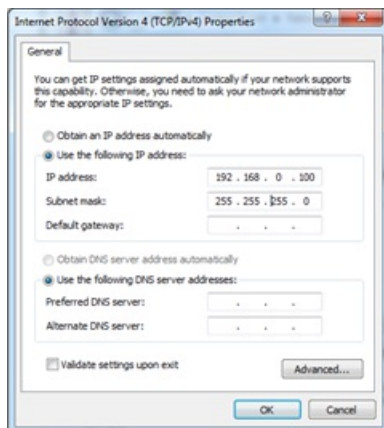 Internet Protocol Version 4 (TCP/IPv4) Properties
General
You can get IP settings assigned automatically if your network supports
this capability. Otherwise, you need to ask your network administrator
for the appropriate IP settings.
Obtain an IP address automatically
Use the following IP address:
IP address: 192 . 168 . 0 . 100
Subnet mask: 255 . 255 . 255 . 0
Default gateway: . . .
Obtain DNS server address automatically
Use the following DNS server addresses:
Preferred DNS server: . . .
Alternate DNS server: . . .
Validate settings upon exit
Advanced...
OK Cancel